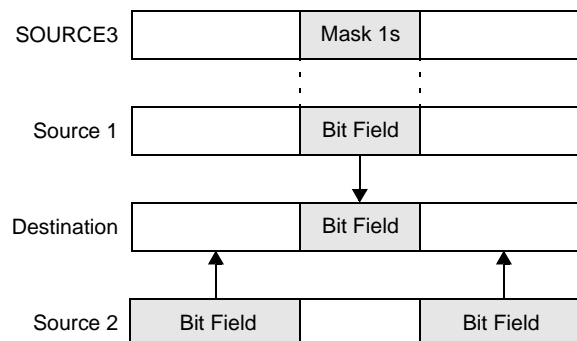 SOURCE3 Mask 1s
Source 1 Bit Field
Destination Bit Field
Source 2 Bit Field Bit Field